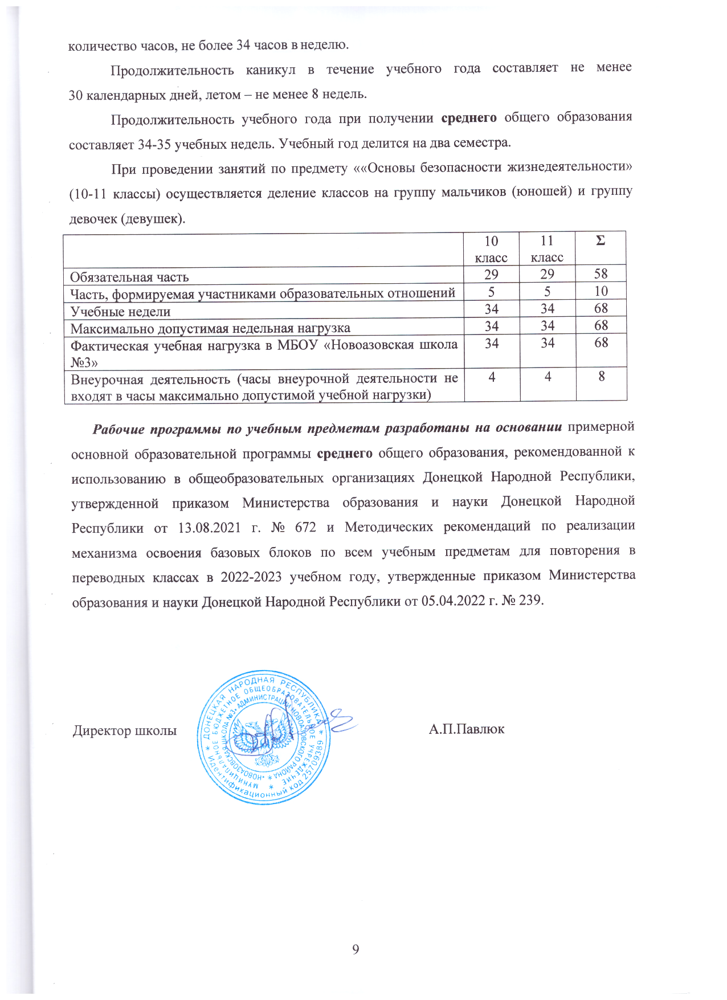 количество часов, не более 34 часов в неделю.
Продолжительность каникул в течение учебного года составляет не менее
30 календарных дней, летом – не менее 8 недель.
Продолжительность учебного года при получении среднего общего образования
составляет 34-35 учебных недель. Учебный год делится на два семестра.
При проведении занятий по предмету ««Основы безопасности жизнедеятельности»
(10-11 классы) осуществляется деление классов на группу мальчиков (юношей) и группу
девочек (девушек).
10 класс 11 класс Σ
Обязательная часть 29 29 58
Часть, формируемая участниками образовательных отношений 5 5 10
Учебные недели 34 34 68
Максимально допустимая недельная нагрузка 34 34 68
Фактическая учебная нагрузка в МБОУ «Новоазовская школа 34 34 68
№3»
Внеурочная деятельность (часы внеурочной деятельности не 4 4 8
входят в часы максимально допустимой учебной нагрузки)
Рабочие программы по учебным предметам разработаны на основании примерной
основной образовательной программы среднего общего образования, рекомендованной к
использованию в общеобразовательных организациях Донецкой Народной Республики,
утвержденной приказом Министерства образования и науки Донецкой Народной
Республики от 13.08.2021 г. № 672 и Методических рекомендаций по реализации
механизма освоения базовых блоков по всем учебным предметам для повторения в
переводных классах в 2022-2023 учебном году, утвержденные приказом Министерства
образования и науки Донецкой Народной Республики от 05.04.2022 г. № 239.
* ДОНЕЦКАЯ НАРОДНАЯ РЕСПУБЛИКА *
Идентификационный код 25709389
МУНИЦИПАЛЬНОЕ БЮДЖЕТНОЕ ОБЩЕОБРАЗОВАТЕЛЬНОЕ УЧРЕЖДЕНИЕ *
«НОВОАЗОВСКАЯ ШКОЛА №3» АДМИНИСТРАЦИИ НОВОАЗОВСКОГО РАЙОНА *
Директор школы А.П.Павлюк
9